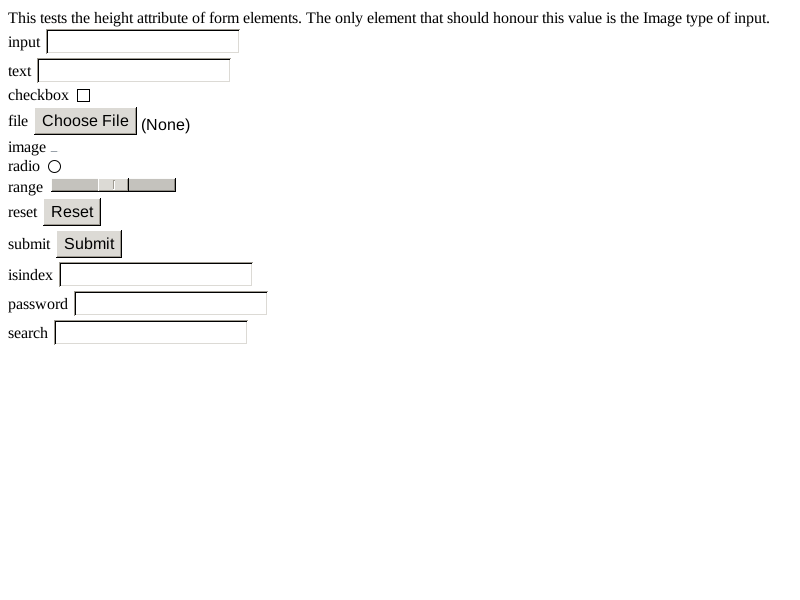 This tests the height attribute of form elements. The only element that should honour this value is the Image type of input.
input
text
checkbox
file Choose File (None)
image
radio
range
reset Reset
submit Submit
isindex
password
search